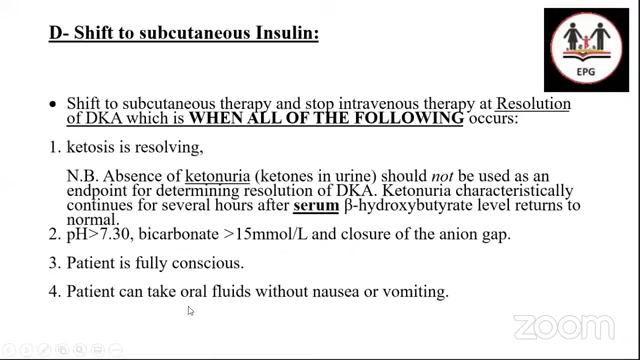 D- Shift to subcutaneous Insulin:
EPG
• Shift to subcutaneous therapy and stop intravenous therapy at Resolution
of DKA which is WHEN ALL OF THE FOLLOWING occurs:
1. ketosis is resolving,
N.B. Absence of ketonuria (ketones in urine) should not be used as an
endpoint for determining resolution of DKA. Ketonuria characteristically
continues for several hours after serum β-hydroxybutyrate level returns to
normal.
2. pH>7.30, bicarbonate >15mmol/L and closure of the anion gap.
3. Patient is fully conscious.
4. Patient can take oral fluids without nausea or vomiting.
zoom